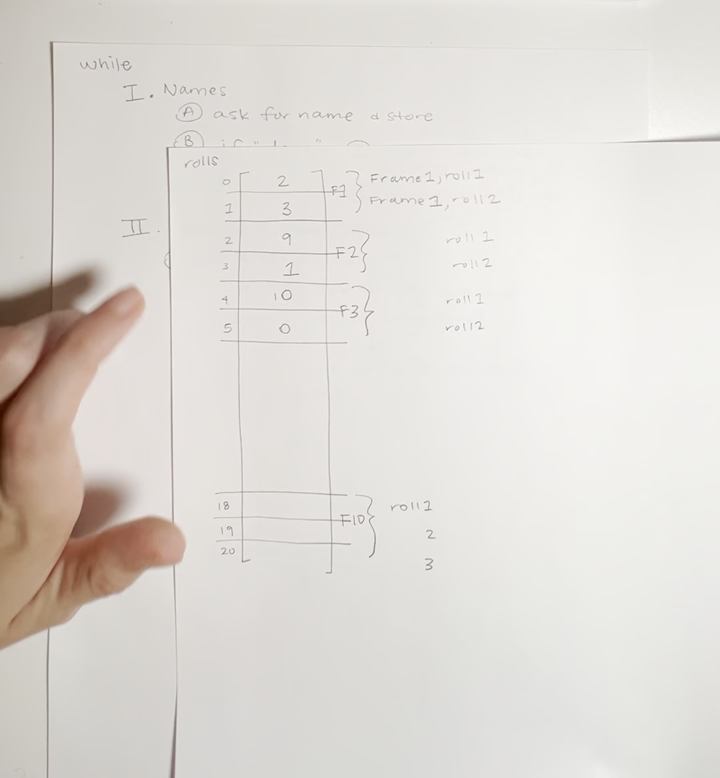 while
I. Names
(A) ask for name & store
(B) if "
rolls
0 2 F1 Frame 1, roll 1
1 3 Frame 1, roll 2
II.
2 9 F2 roll 1
3 1 roll 2
4 10 F3 roll 1
5 0 roll 2
18 F10 roll 1
19 2
20 3